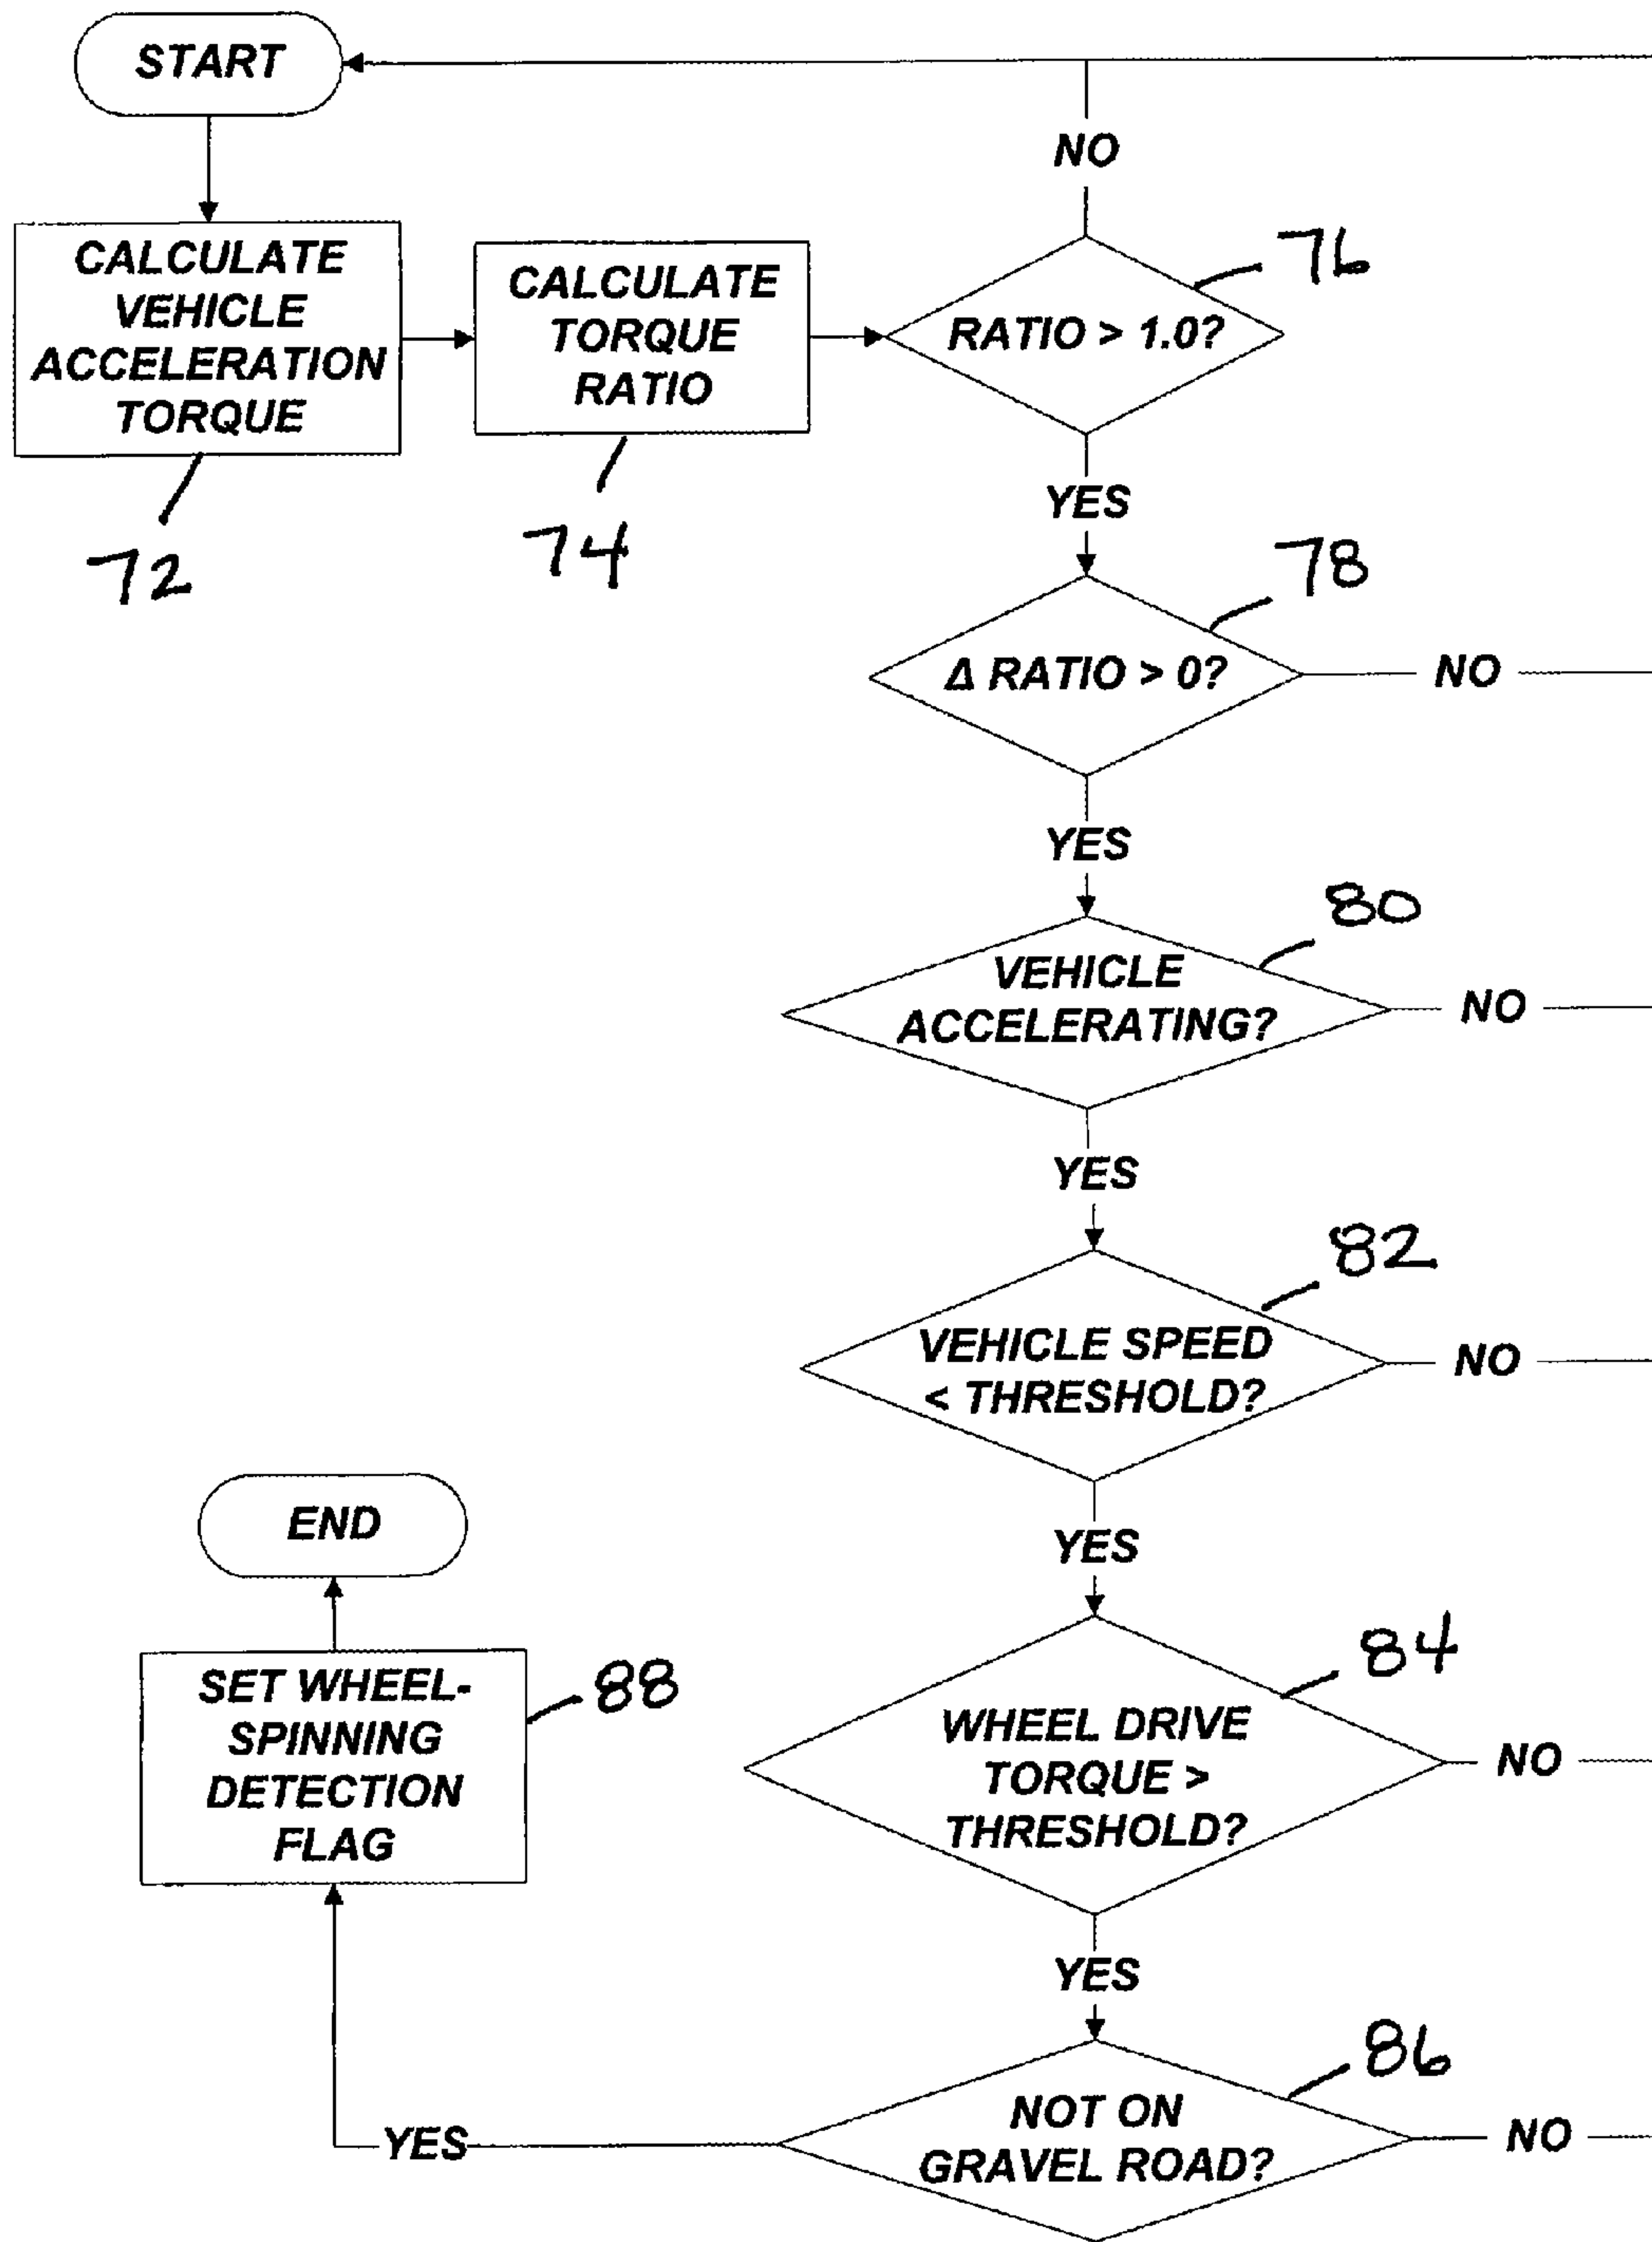 START
NO
CALCULATE
VEHICLE
ACCELERATION
TORQUE
72
CALCULATE
TORQUE
RATIO
74
RATIO > 1.0?
76
YES
Δ RATIO > 0?
78
NO
YES
VEHICLE
ACCELERATING?
80
NO
YES
VEHICLE SPEED
< THRESHOLD?
82
NO
YES
WHEEL DRIVE
TORQUE >
THRESHOLD?
84
NO
YES
NOT ON
GRAVEL ROAD?
86
NO
YES
SET WHEEL-
SPINNING
DETECTION
FLAG
88
END